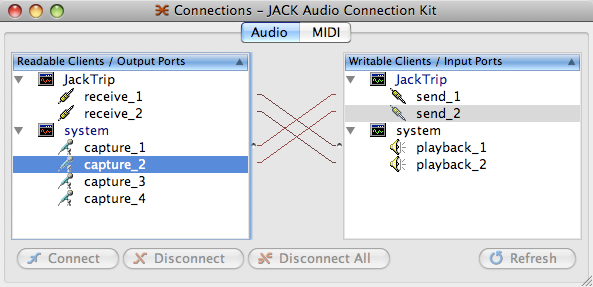 Connections - JACK Audio Connection Kit
Audio MIDI
Readable Clients / Output Ports
JackTrip
receive_1
receive_2
system
capture_1
capture_2
capture_3
capture_4
Writable Clients / Input Ports
JackTrip
send_1
send_2
system
playback_1
playback_2
Connect Disconnect Disconnect All Refresh